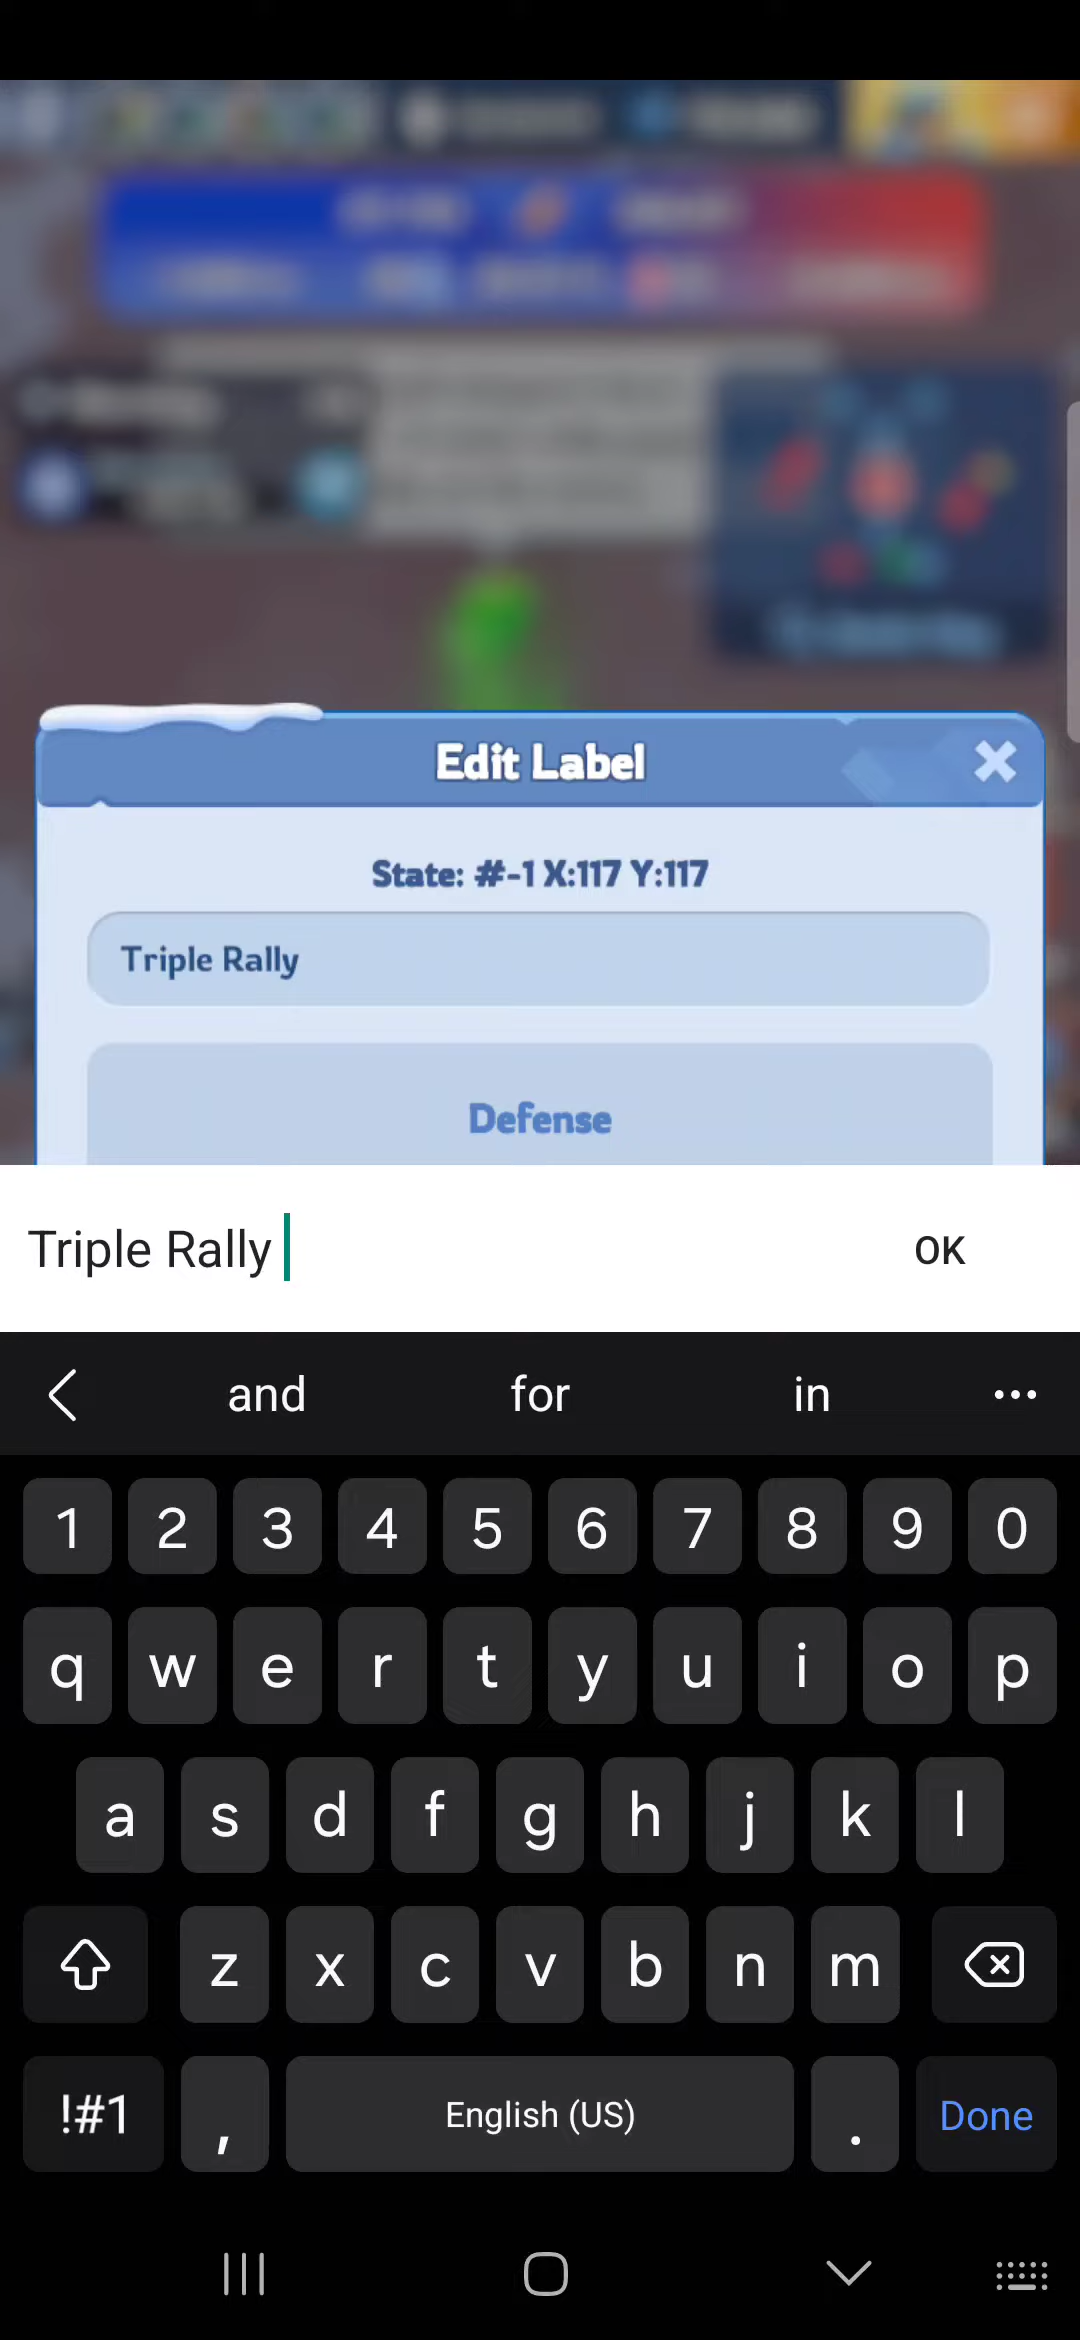 Edit Label
State: #-1 X:117 Y:117
Triple Rally
Defense
Triple Rally
OK
and for in
1 2 3 4 5 6 7 8 9 0
q w e r t y u i o p
a s d f g h j k l
z x c v b n m
!#1 , English (US) . Done